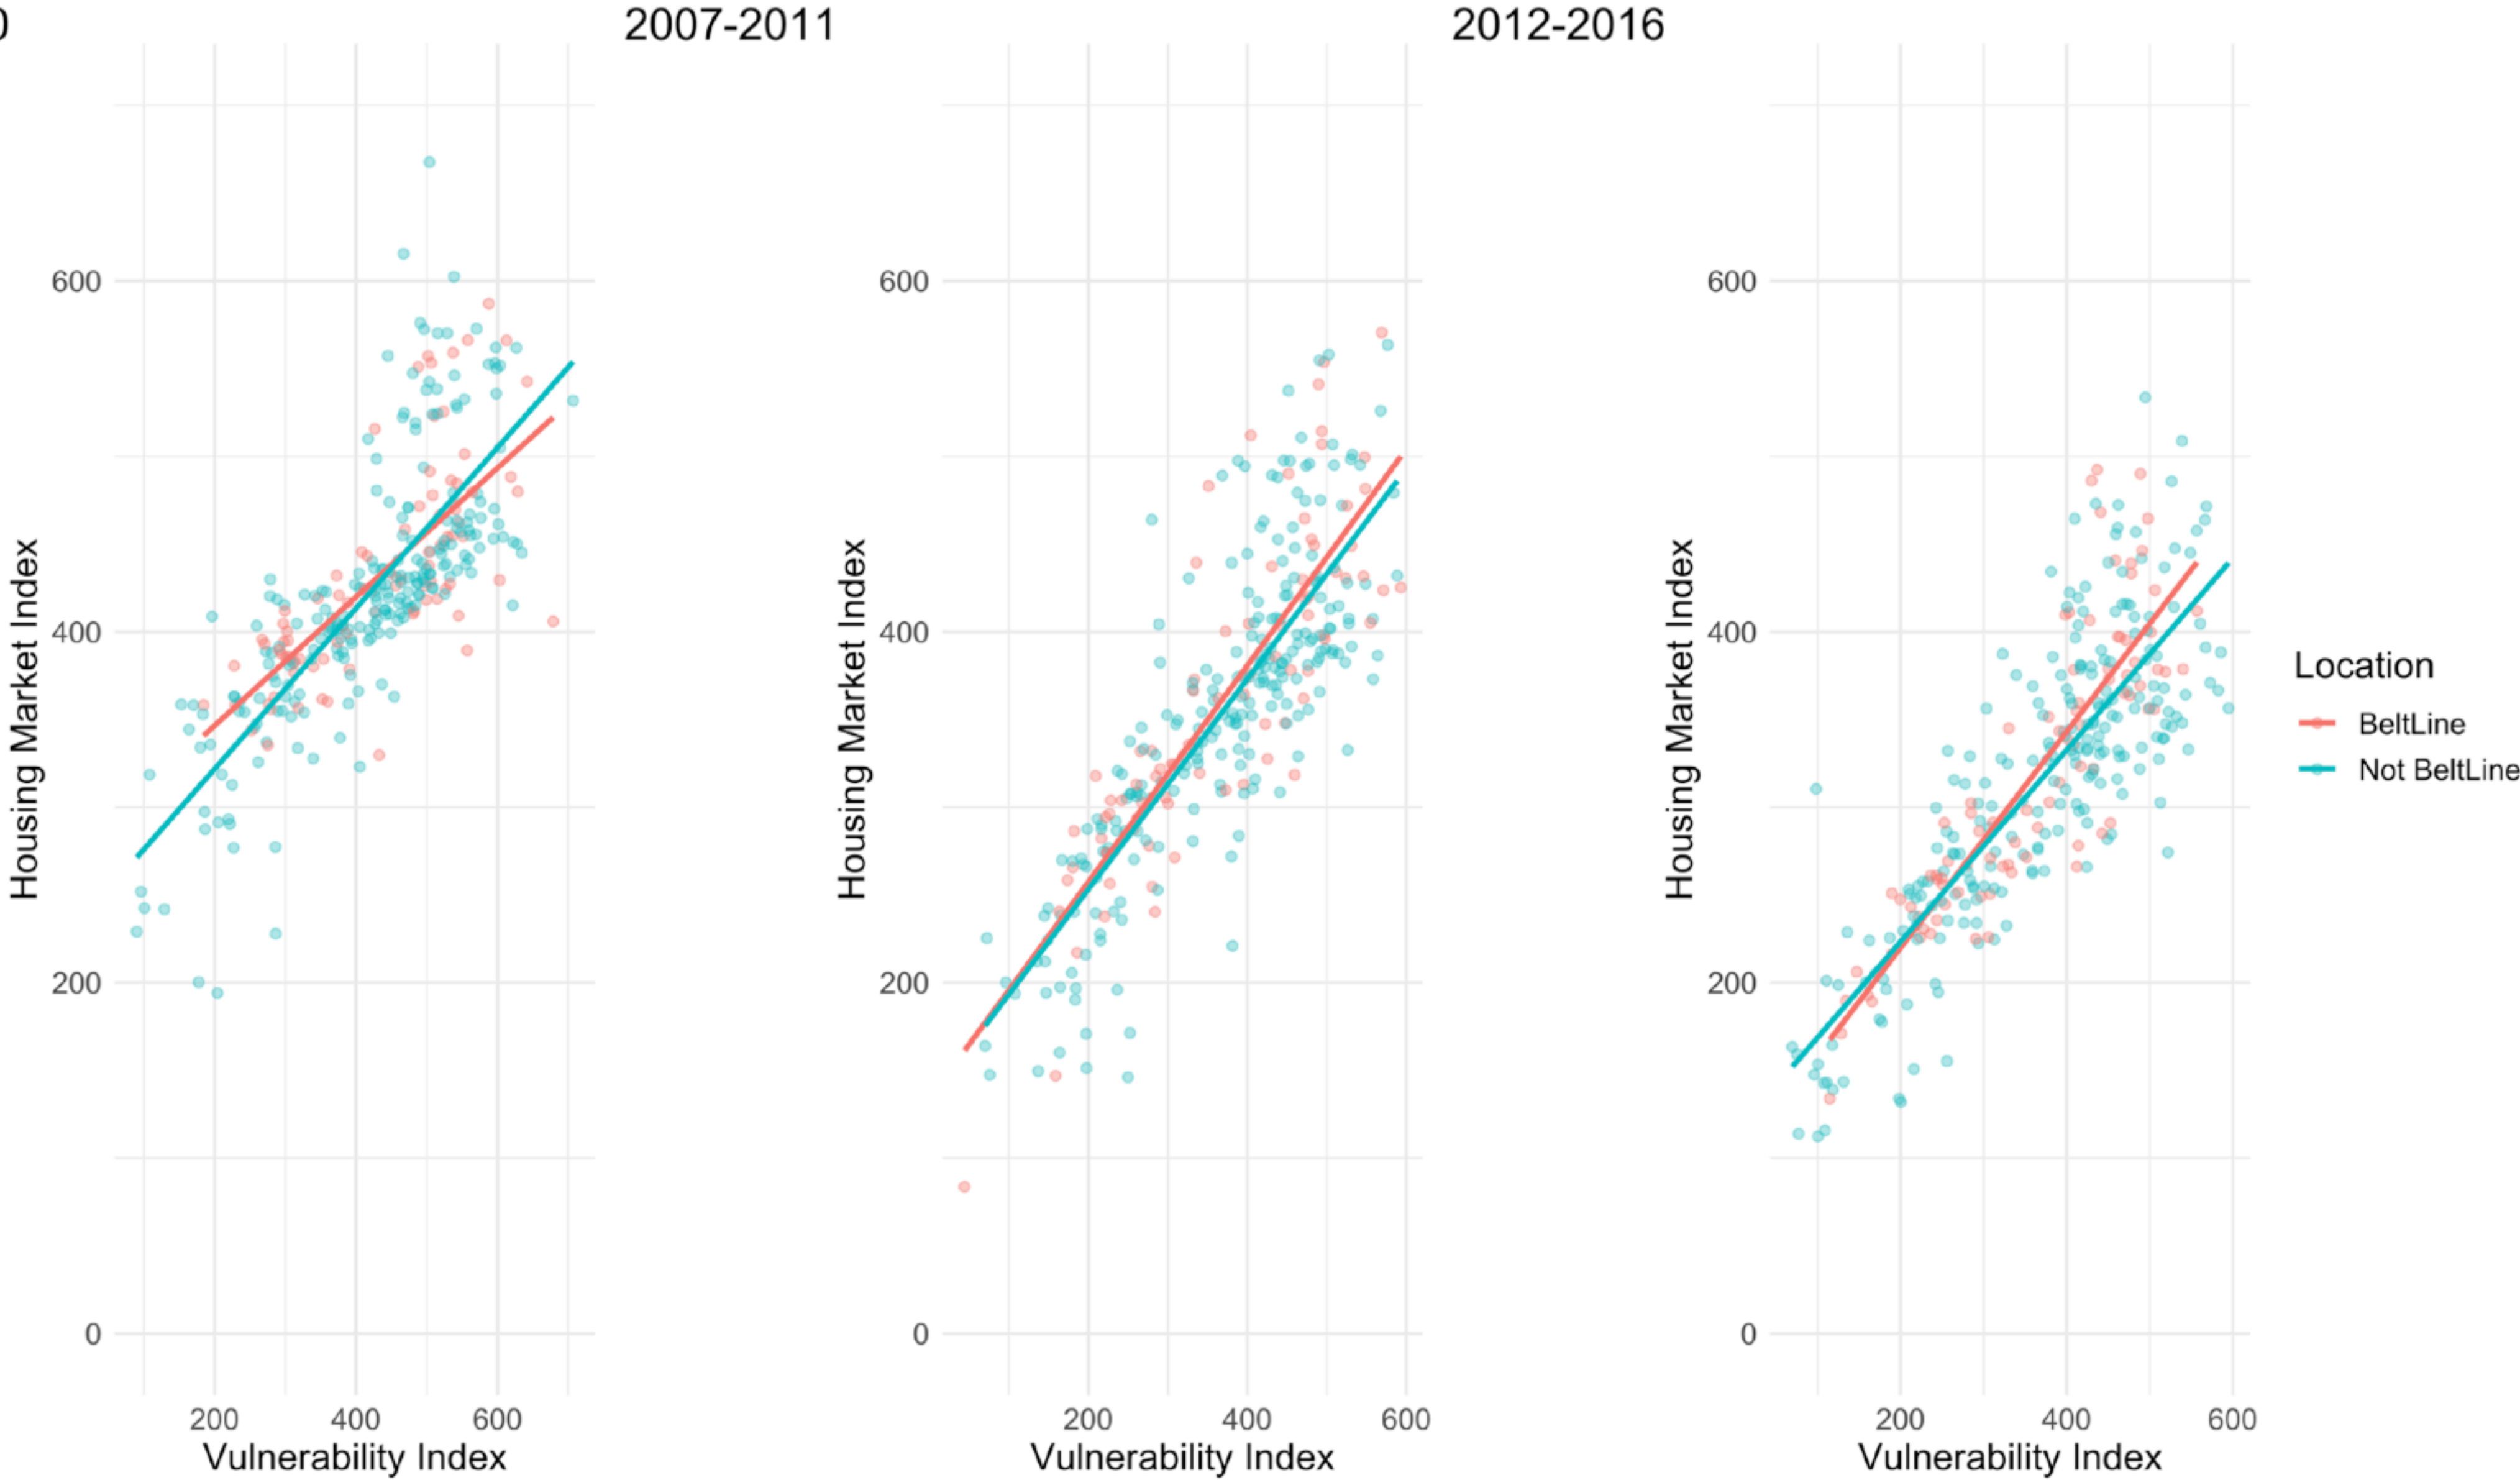 2007-2011
2012-2016
Housing Market Index
600
400
200
0
200 400 600
Vulnerability Index
Housing Market Index
600
400
200
0
200 400 600
Vulnerability Index
Housing Market Index
600
400
200
0
200 400 600
Vulnerability Index
Location
BeltLine
Not BeltLine